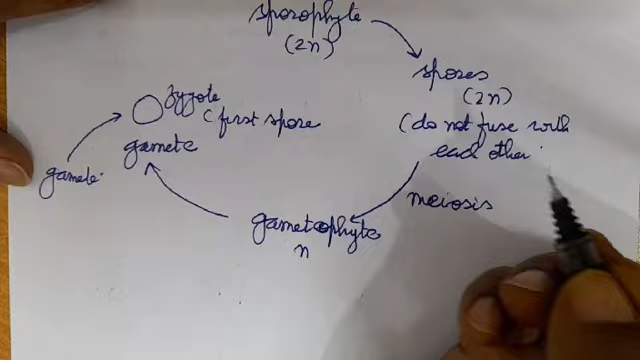 sporophyte
(2n)
spores
(2n)
(do not fuse with
each other
meiosis
gametophyte
n
gamete
zygote
(first spore
gamete